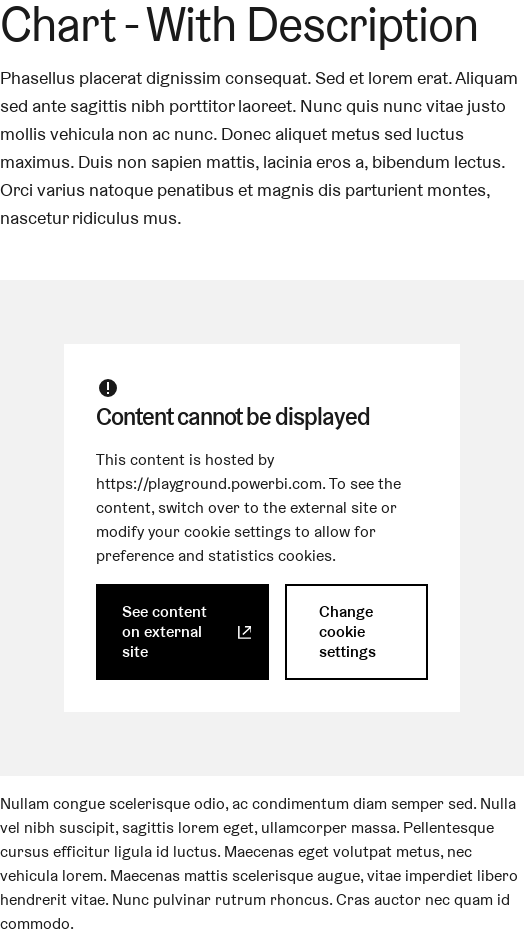 Chart - With Description
Phasellus placerat dignissim consequat. Sed et lorem erat. Aliquam
sed ante sagittis nibh porttitor laoreet. Nunc quis nunc vitae justo
mollis vehicula non ac nunc. Donec aliquet metus sed luctus
maximus. Duis non sapien mattis, lacinia eros a, bibendum lectus.
Orci varius natoque penatibus et magnis dis parturient montes,
nascetur ridiculus mus.
Content cannot be displayed
This content is hosted by
https://playground.powerbi.com. To see the
content, switch over to the external site or
modify your cookie settings to allow for
preference and statistics cookies.
See content
on external
site
Change
cookie
settings
Nullam congue scelerisque odio, ac condimentum diam semper sed. Nulla
vel nibh suscipit, sagittis lorem eget, ullamcorper massa. Pellentesque
cursus efficitur ligula id luctus. Maecenas eget volutpat metus, nec
vehicula lorem. Maecenas mattis scelerisque augue, vitae imperdiet libero
hendrerit vitae. Nunc pulvinar rutrum rhoncus. Cras auctor nec quam id
commodo.